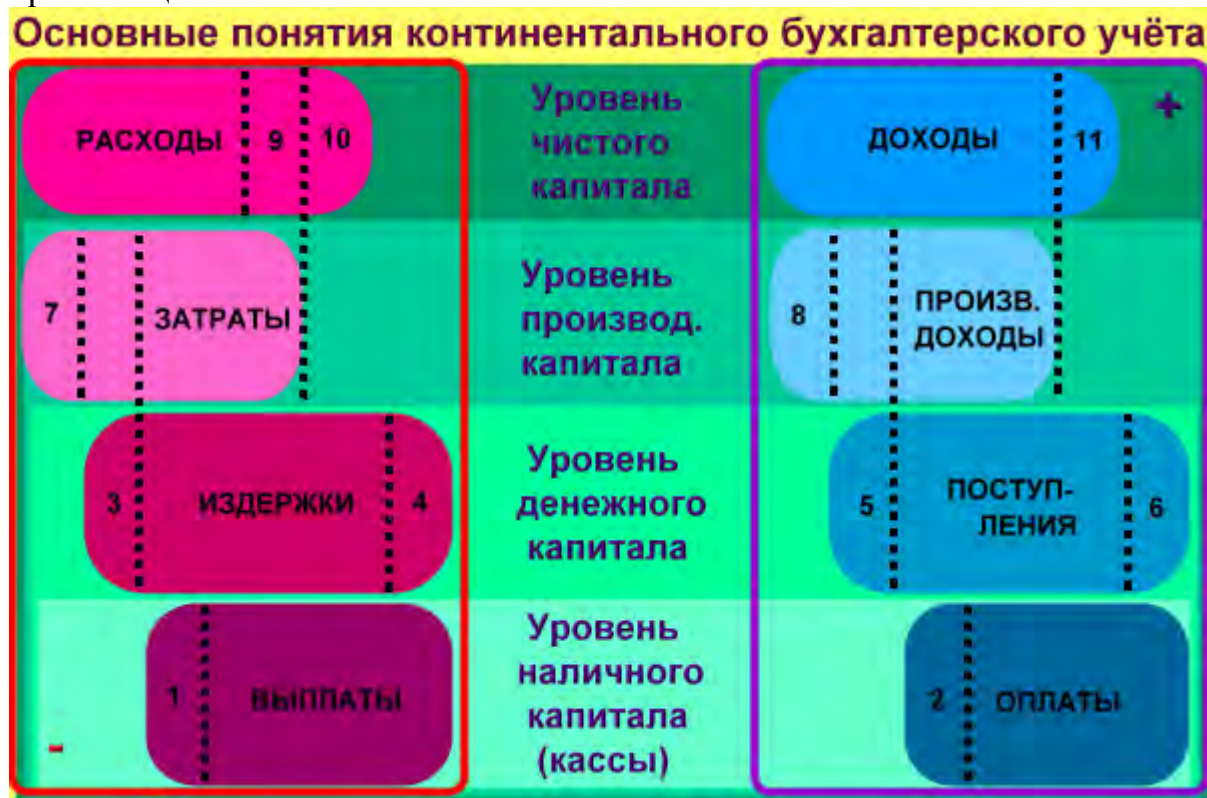 Основные понятия континентального бухгалтерского учёта
РАСХОДЫ 9 10
Уровень
чистого
капитала
ДОХОДЫ 11
+
7 ЗАТРАТЫ
Уровень
производ.
капитала
8 ПРОИЗВ.
ДОХОДЫ
3 ИЗДЕРЖКИ 4
Уровень
денежного
капитала
5 ПОСТУП-
ЛЕНИЯ 6
1 ВЫПЛАТЫ
-
Уровень
наличного
капитала
(кассы)
2 ОПЛАТЫ